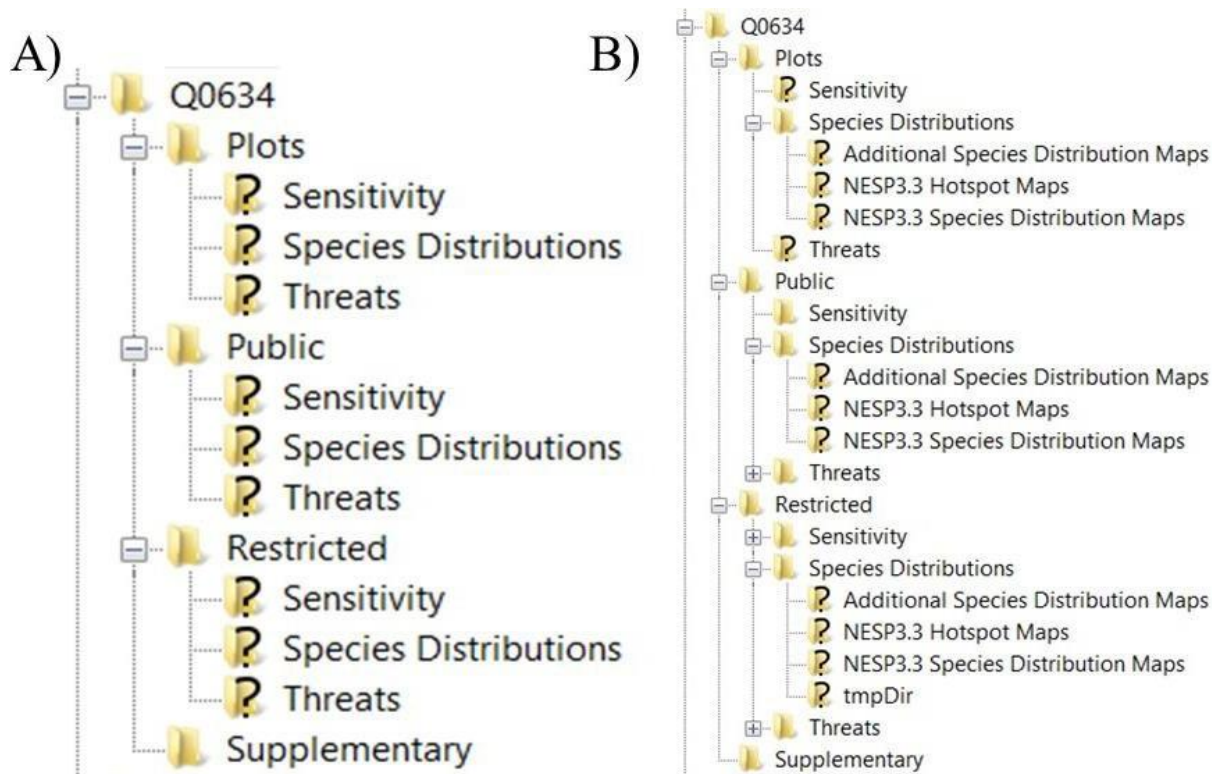 A)
Q0634
Plots
Sensitivity
Species Distributions
Threats
Public
Sensitivity
Species Distributions
Threats
Restricted
Sensitivity
Species Distributions
Threats
Supplementary
B)
Q0634
Plots
Sensitivity
Species Distributions
Additional Species Distribution Maps
NESP3.3 Hotspot Maps
NESP3.3 Species Distribution Maps
Threats
Public
Sensitivity
Species Distributions
Additional Species Distribution Maps
NESP3.3 Hotspot Maps
NESP3.3 Species Distribution Maps
Threats
Restricted
Sensitivity
Species Distributions
Additional Species Distribution Maps
NESP3.3 Hotspot Maps
NESP3.3 Species Distribution Maps
tmpDir
Threats
Supplementary